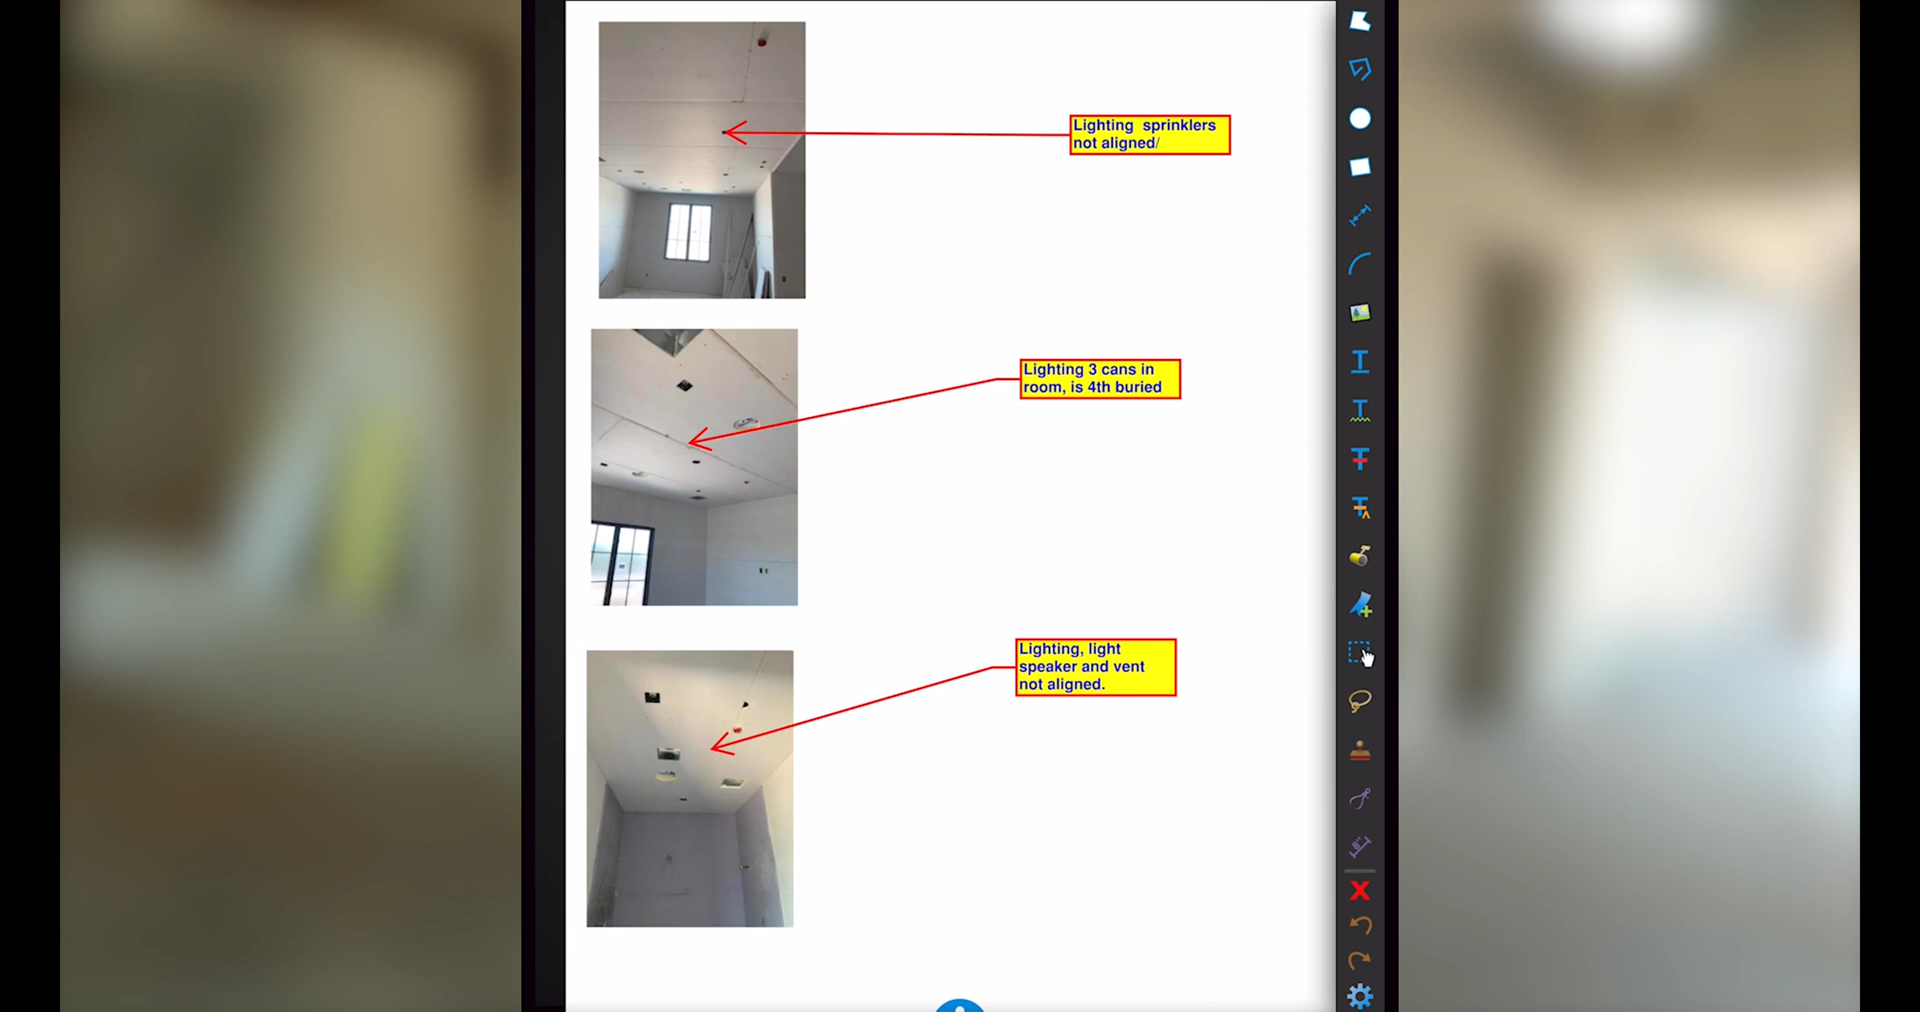 Lighting sprinklers
not aligned/
Lighting 3 cans in
room, is 4th buried
Lighting, light
speaker and vent
not aligned.